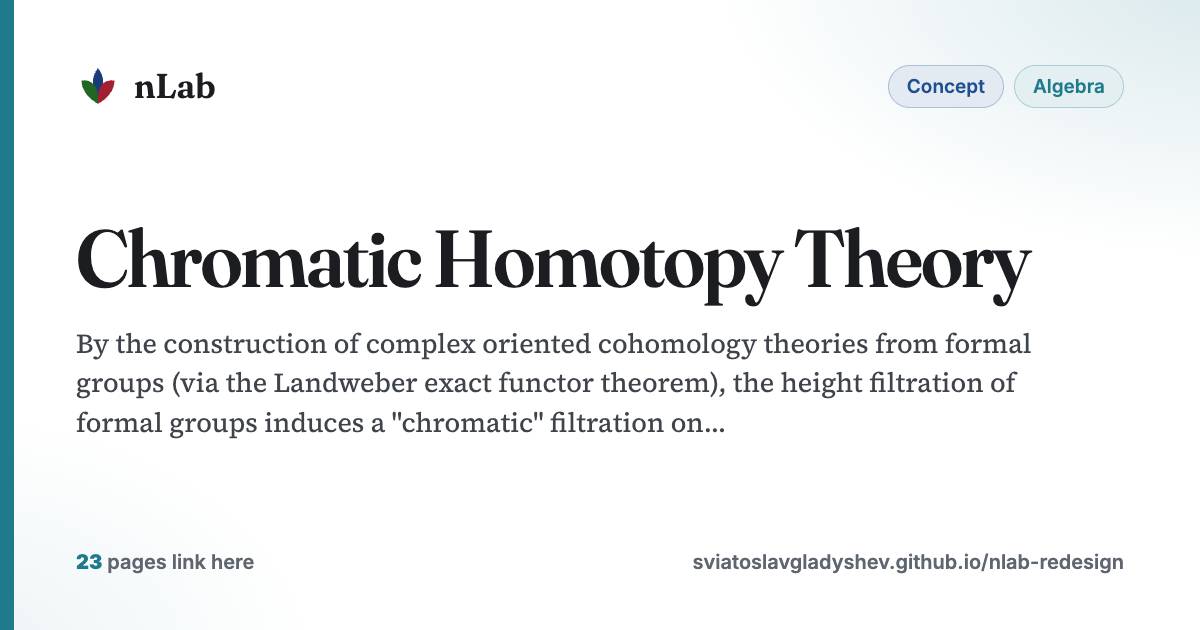 nLab
Concept
Algebra
Chromatic Homotopy Theory
By the construction of complex oriented cohomology theories from formal
groups (via the Landweber exact functor theorem), the height filtration of
formal groups induces a "chromatic" filtration on...
23 pages link here
sviatoslavgladyshev.github.io/nlab-redesign